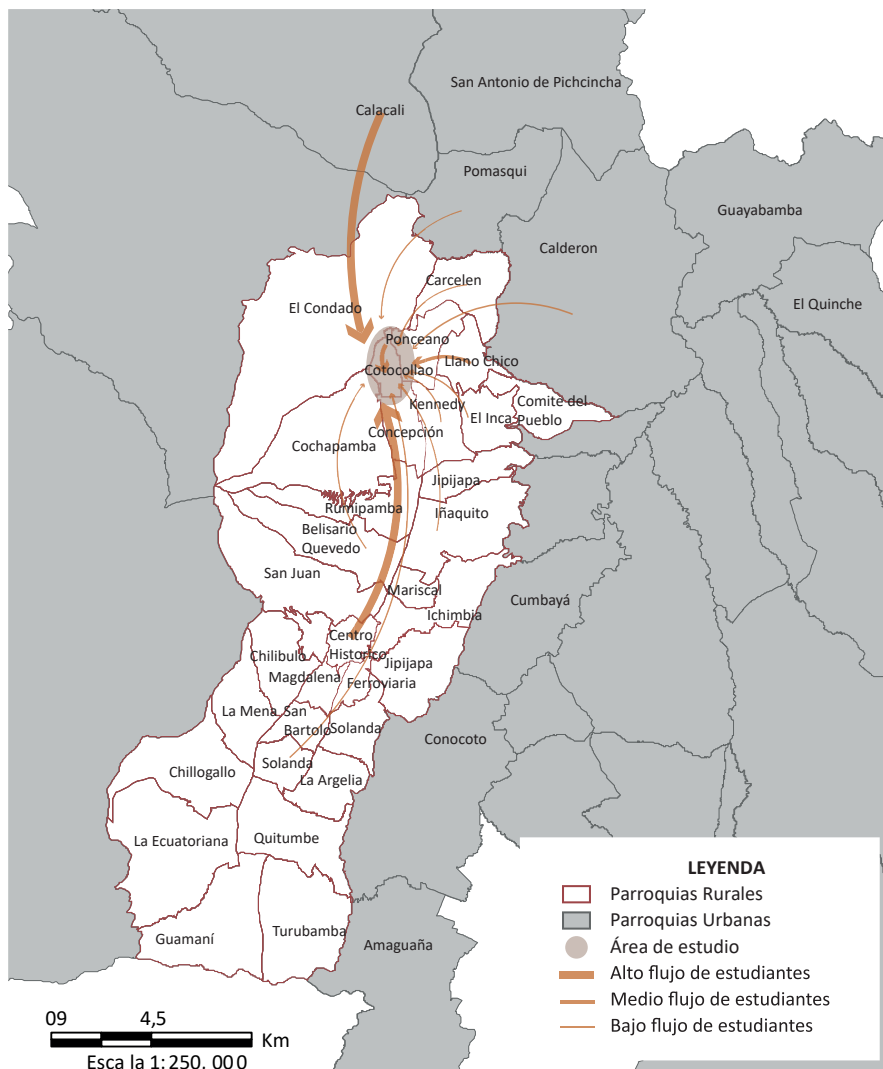 San Antonio de Pichcincha
Calacali
Pomasqui
Guayabamba
Calderon
Carcelen
El Condado
El Quinche
Ponceano
Llano Chico
Cotocollao
Kennedy
Comite del
Pueblo
El Inca
Concepción
Cochapamba
Jipijapa
Rumipamba
Iñaquito
Belisario
Quevedo
San Juan
Mariscal
Cumbayá
Ichimbia
Centro
Historico
Chilibulo
Jipijapa
Magdalena
Ferroviaria
La Mena
San
Bartolo
Solanda
Conocoto
Solanda
Chillogallo
La Argelia
La Ecuatoriana
Quitumbe
Guamaní
Turubamba
Amaguaña
LEYENDA
Parroquias Rurales
Parroquias Urbanas
Área de estudio
Alto flujo de estudiantes
Medio flujo de estudiantes
Bajo flujo de estudiantes
09 4,5
Km
Esca la 1:250. 000